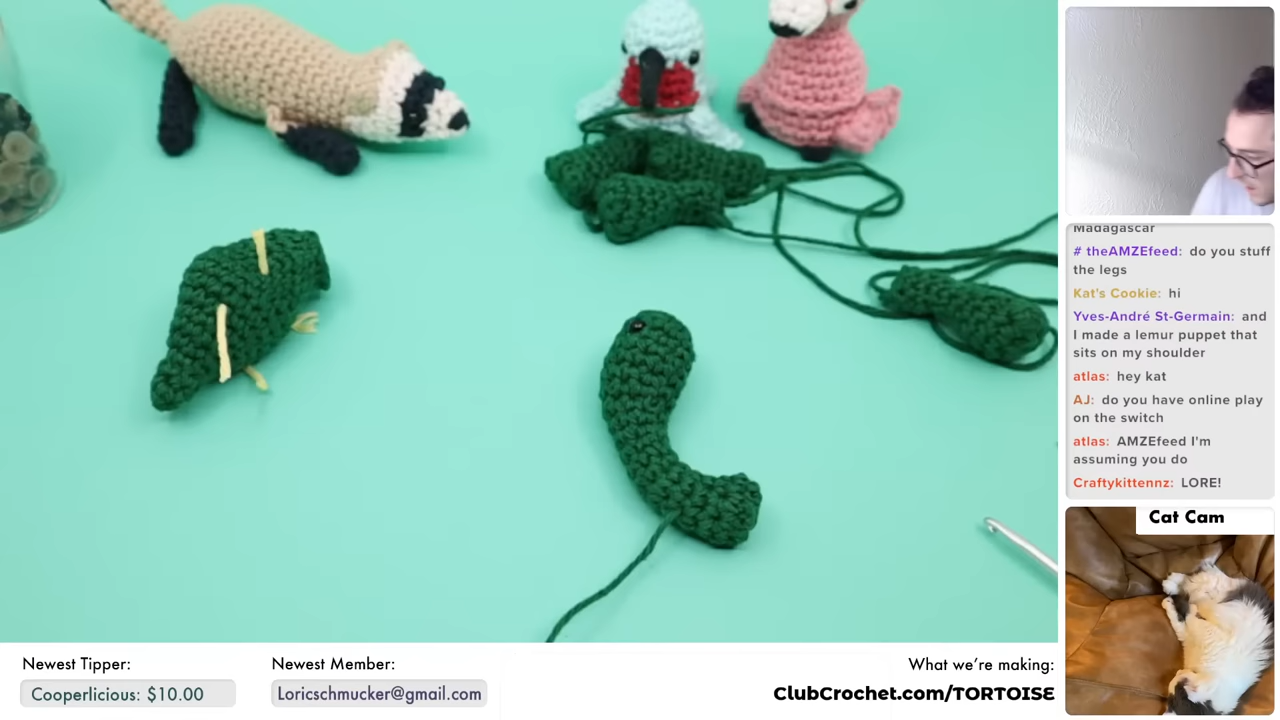 Madagascar
# theAMZEfeed: do you stuff
the legs
Kat's Cookie: hi
Yves-André St-Germain: and
I made a lemur puppet that
sits on my shoulder
atlas: hey kat
AJ: do you have online play
on the switch
atlas: AMZEfeed I'm
assuming you do
Craftykittennz: LORE!
Cat Cam
Newest Tipper:
Cooperlicious: $10.00
Newest Member:
Loricschmucker@gmail.com
What we're making:
ClubCrochet.com/TORTOISE